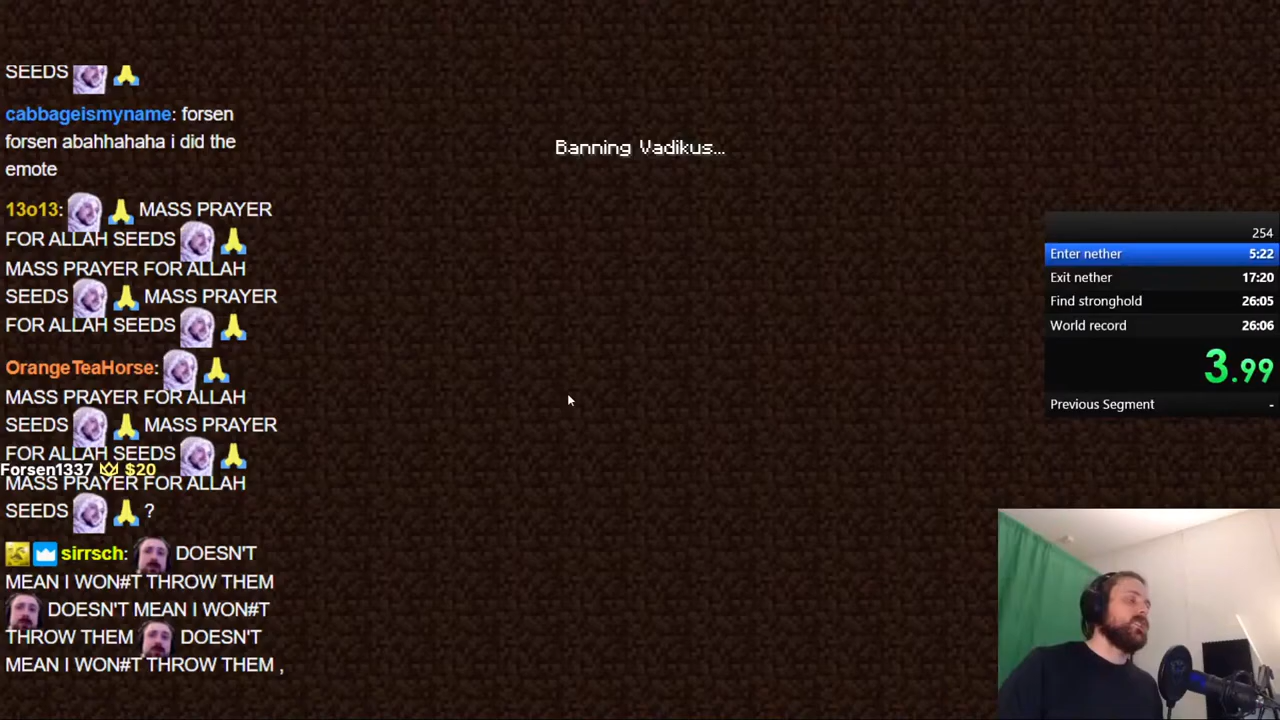 SEEDS
cabbageismyname: forsen
forsen abahhahaha i did the
emote
13o13: MASS PRAYER
FOR ALLAH SEEDS
MASS PRAYER FOR ALLAH
SEEDS MASS PRAYER
FOR ALLAH SEEDS
OrangeTeaHorse:
MASS PRAYER FOR ALLAH
SEEDS MASS PRAYER
FOR ALLAH SEEDS
Forsen1337 $20
MASS PRAYER FOR ALLAH
SEEDS ?
sirrsch: DOESN'T
MEAN I WON#T THROW THEM
DOESN'T MEAN I WON#T
THROW THEM DOESN'T
MEAN I WON#T THROW THEM ,
Banning Vadikus...
254
Enter nether 5:22
Exit nether 17:20
Find stronghold 26:05
World record 26:06
3.99
Previous Segment -